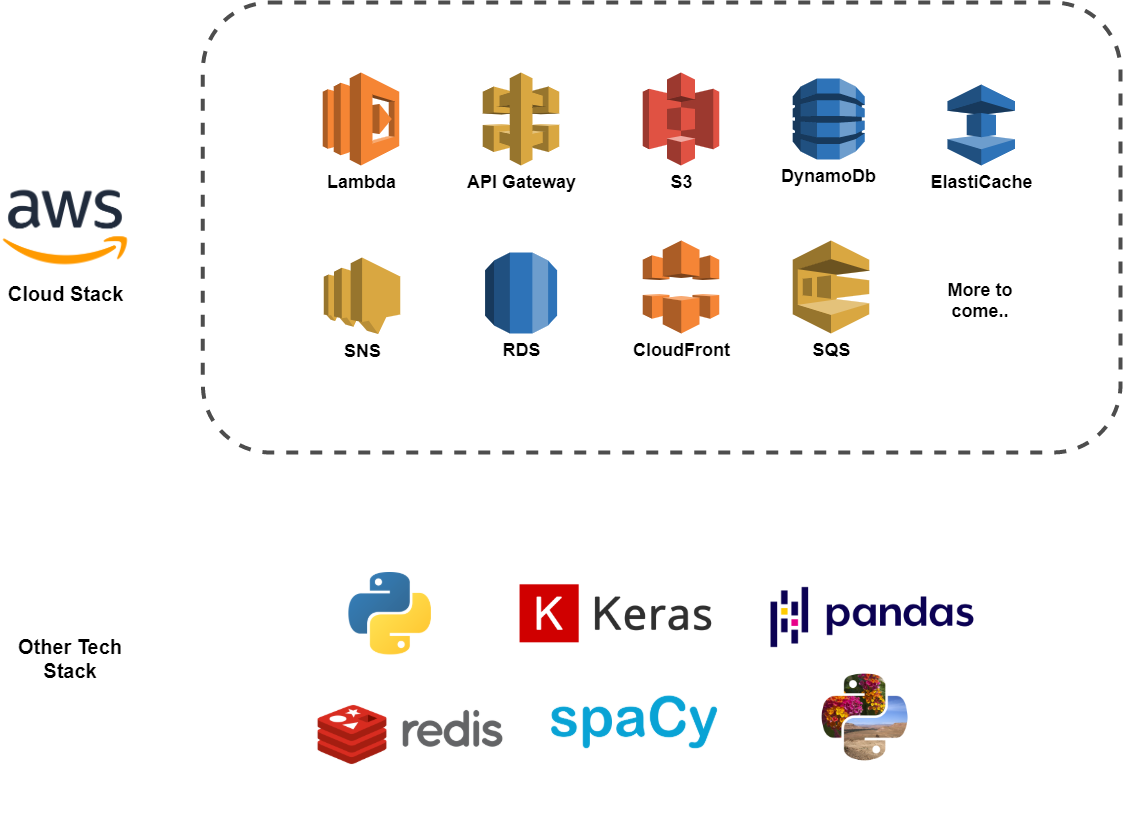 Lambda
API Gateway
S3
DynamoDb
ElastiCache
aws
Cloud Stack
SNS
RDS
CloudFront
SQS
More to
come..
K Keras
pandas
Other Tech
Stack
redis
spaCy